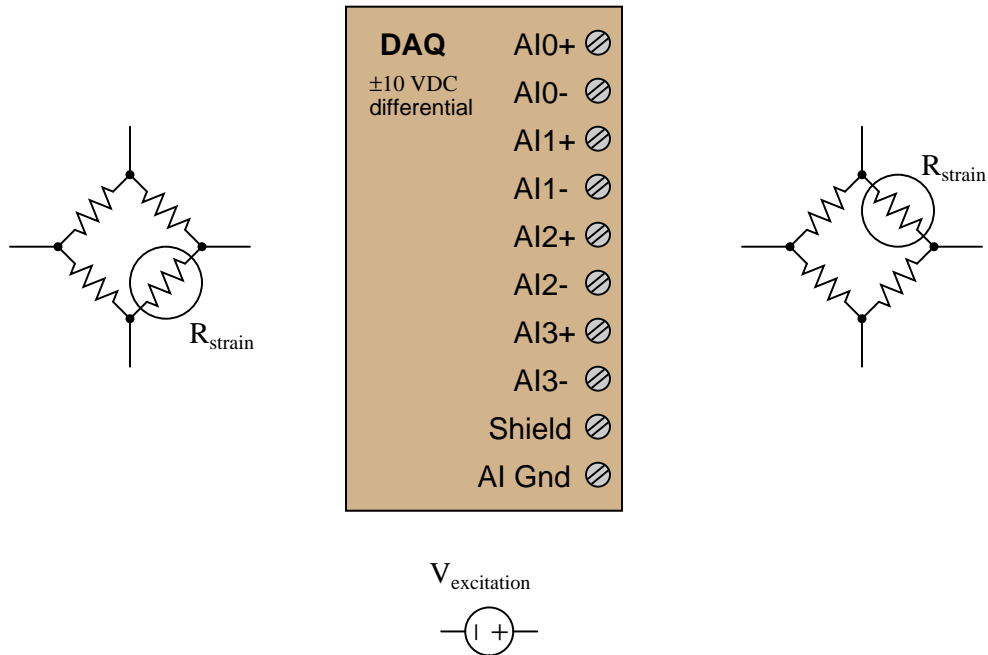 DAQ
±10 VDC
differential
AI0+
AI0-
AI1+
AI1-
AI2+
AI2-
AI3+
AI3-
Shield
AI Gnd
Rstrain
Rstrain
Vexcitation
- +